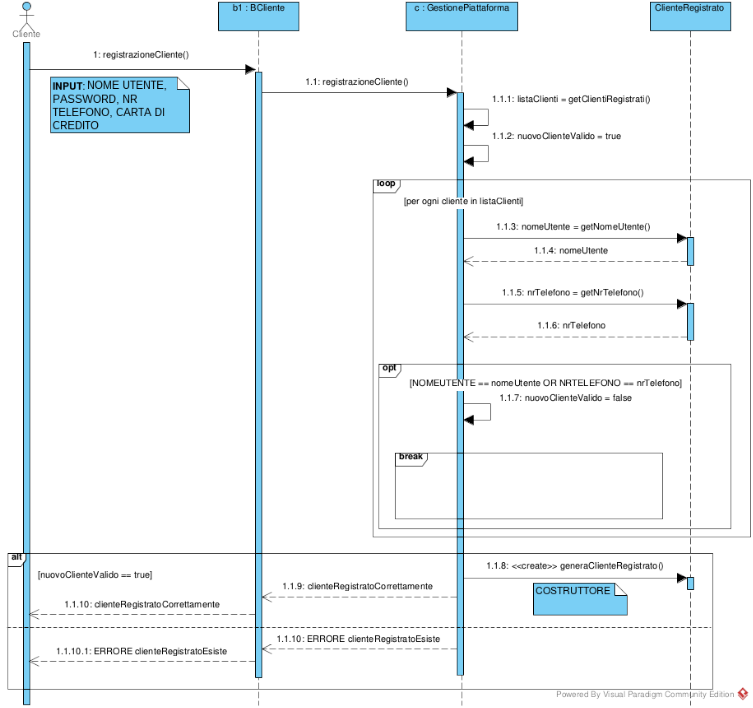 b1 : BCliente
c : GestionePiattaforma
ClienteRegistrato
Cliente
1: registrazioneCliente()
INPUT: NOME UTENTE,
PASSWORD, NR
TELEFONO, CARTA DI
CREDITO
1.1: registrazioneCliente()
1.1.1: listaClienti = getClientiRegistrati()
1.1.2: nuovoClienteValido = true
loop
[per ogni cliente in listaClienti]
1.1.3: nomeUtente = getNomeUtente()
1.1.4: nomeUtente
1.1.5: nrTelefono = getNrTelefono()
1.1.6: nrTelefono
opt
[NOMEUTENTE == nomeUtente OR NRTELEFONO == nrTelefono]
1.1.7: nuovoClienteValido = false
break
alt
[nuovoClienteValido == true]
1.1.8: <<create>> generaClienteRegistrato()
COSTRUTTORE
1.1.9: clienteRegistratoCorrettamente
1.1.10: clienteRegistratoCorrettamente
1.1.10: ERRORE clienteRegistratoEsiste
1.1.10.1: ERRORE clienteRegistratoEsiste
Powered By Visual Paradigm Community Edition